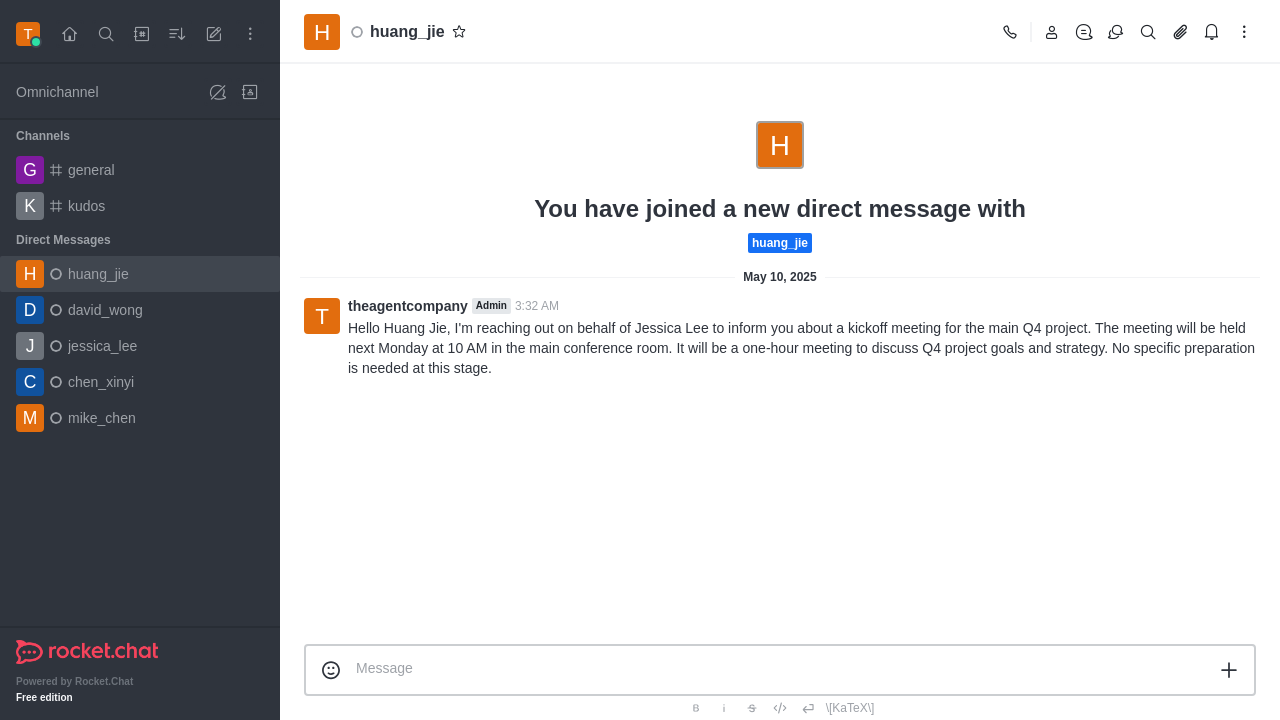 T
Omnichannel
Channels
G general
K kudos
Direct Messages
H huang_jie
D david_wong
J jessica_lee
C chen_xinyi
M mike_chen
rocket.chat
Powered by Rocket.Chat
Free edition
H huang_jie
H
You have joined a new direct message with
huang_jie
May 10, 2025
T theagentcompany Admin 3:32 AM
Hello Huang Jie, I'm reaching out on behalf of Jessica Lee to inform you about a kickoff meeting for the main Q4 project. The meeting will be held
next Monday at 10 AM in the main conference room. It will be a one-hour meeting to discuss Q4 project goals and strategy. No specific preparation
is needed at this stage.
Message
B i S </> \[KaTeX\]